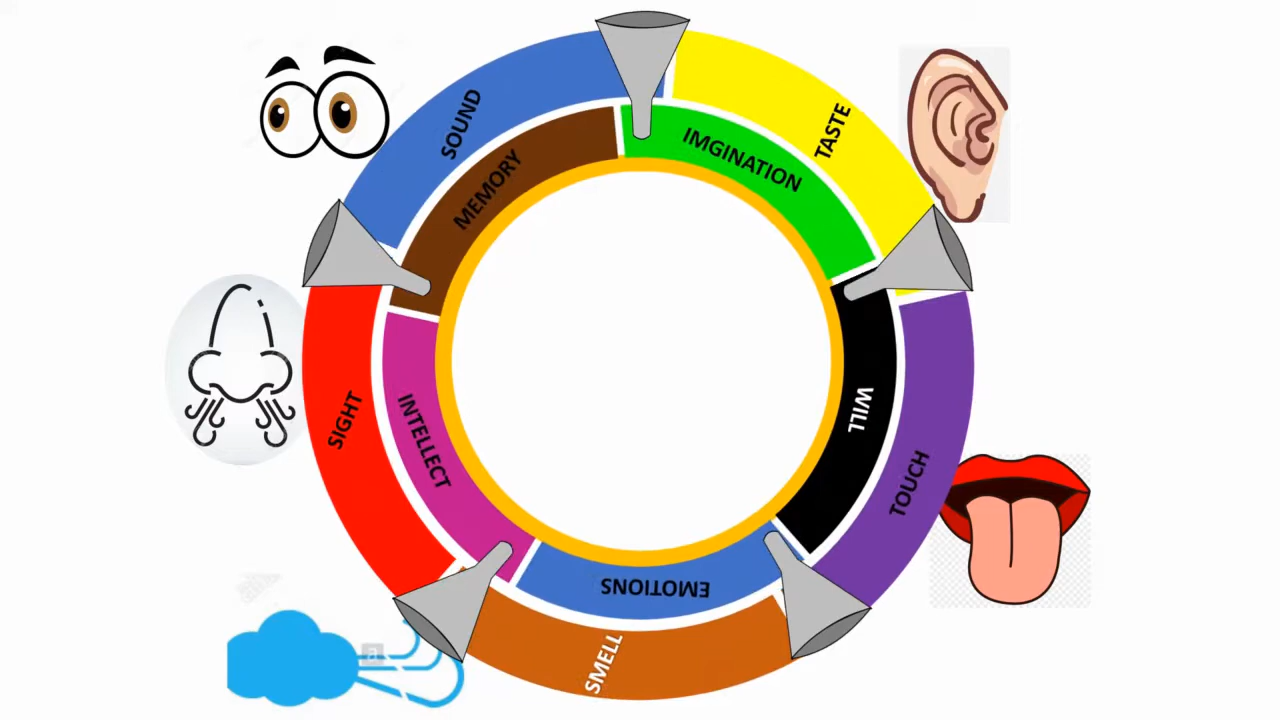 SOUND
TASTE
MEMORY
IMGINATION
SIGHT
INTELLECT
WILL
TOUCH
EMOTIONS
SMELL